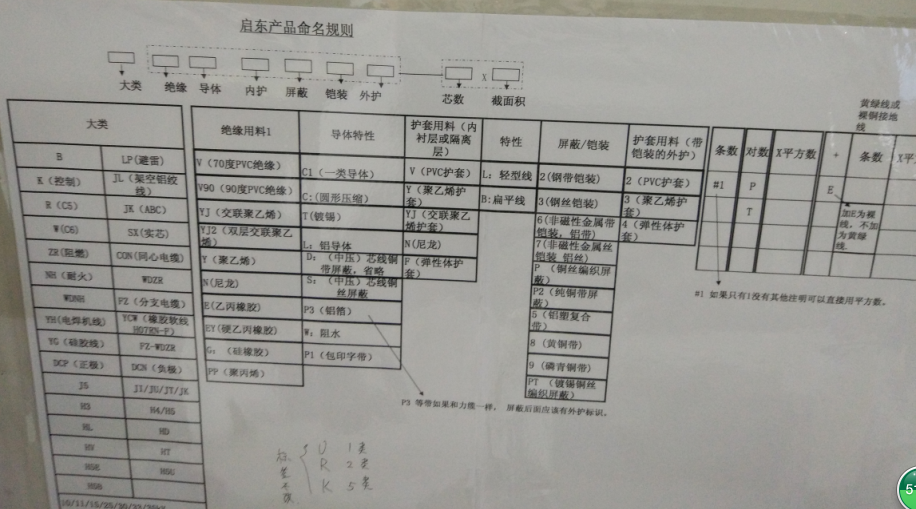 启东产品命名规则
大类 绝缘 导体 内护 屏蔽 铠装 外护 芯数 X 截面积
黄绿线或
裸铜接地
线
大类
B LP(避雷)
K（控制） JL（架空铝绞线）
R（C5） JK（ABC）
W(C6) SX(实芯)
ZR(阻燃) CON(同心电缆)
NH（耐火） WDZR
WDNH FZ（分支电缆）
YH(电焊机线) YCW（橡胶软线H07RN-F）
YG（硅胶线） FZ-WDZR
DCP（正极） DCN（负极）
JS J1/JU/J7/JK
H3 H4/H5
HL HD
HV HT
H5E H5U
绝缘用料1
V（70度PVC绝缘）
V90（90度PVC绝缘）
YJ（交联聚乙烯）
YJ2（双层交联聚乙烯）
Y（聚乙烯）
N(尼龙)
E(乙丙橡胶)
EY(硬乙丙橡胶)
G：（硅橡胶）
PP（聚丙烯）
导体特性
C1（一类导体）
C:(圆形压缩)
T(镀锡)
L：铝导体
D：（中压）芯线铜带屏蔽，省略
S：（中压）芯线铜丝屏蔽
P3（铝箔）
W：阻水
P1（包印字带）
护套用料（内衬层或隔离层）
V（PVC护套）
Y（聚乙烯护套）
YJ（交联聚乙烯护套）
N(尼龙)
F（弹性体护套）
特性
L：轻型线
B:扁平线
屏蔽/铠装
2(钢带铠装)
3(钢丝铠装)
6(非磁性金属带铠装，铝带)
7(非磁性金属丝铠装 铝丝)
P （铜丝编织屏蔽）
P2（纯铜带屏蔽）
5（铝塑复合带）
8（黄铜带）
9（磷青铜带）
PT（镀锡铜丝编织屏蔽）
护套用料（带铠装的外护）
2（PVC护套）
3（聚乙烯护套）
4（弹性体护套）
条数 对数 X平方数 + 条数 X平
#1 P E
T
加E为裸线，不加为黄绿线.
#1 如果只有1没有其他注明可以直接用平方数。
P3 等带如果和力缆一样， 屏蔽后面应该有外护标识。
U 1类
R 2类
K 5类